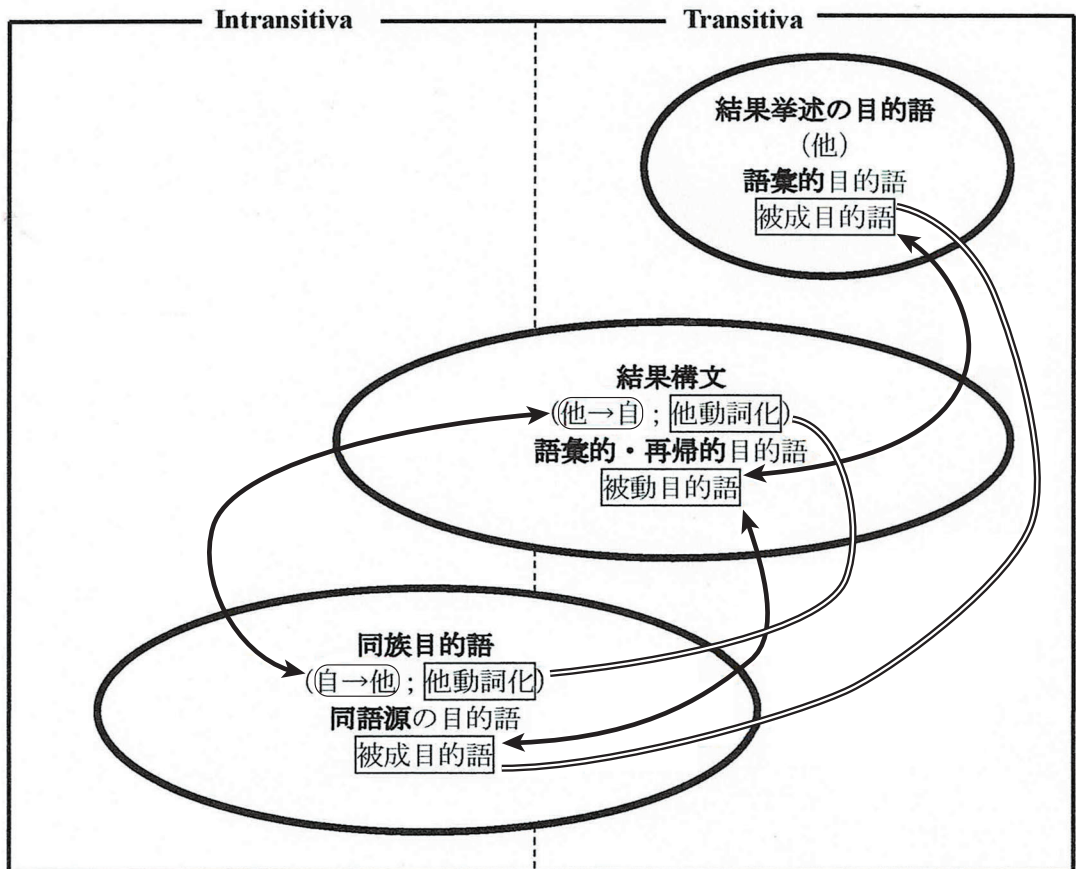 Intransitiva Transitiva
結果挙述の目的語
(他)
語彙的目的語
被成目的語
結果構文
(他→自 ; 他動詞化)
語彙的・再帰的目的語
被動目的語
同族目的語
(自→他 ; 他動詞化)
同語源の目的語
被成目的語